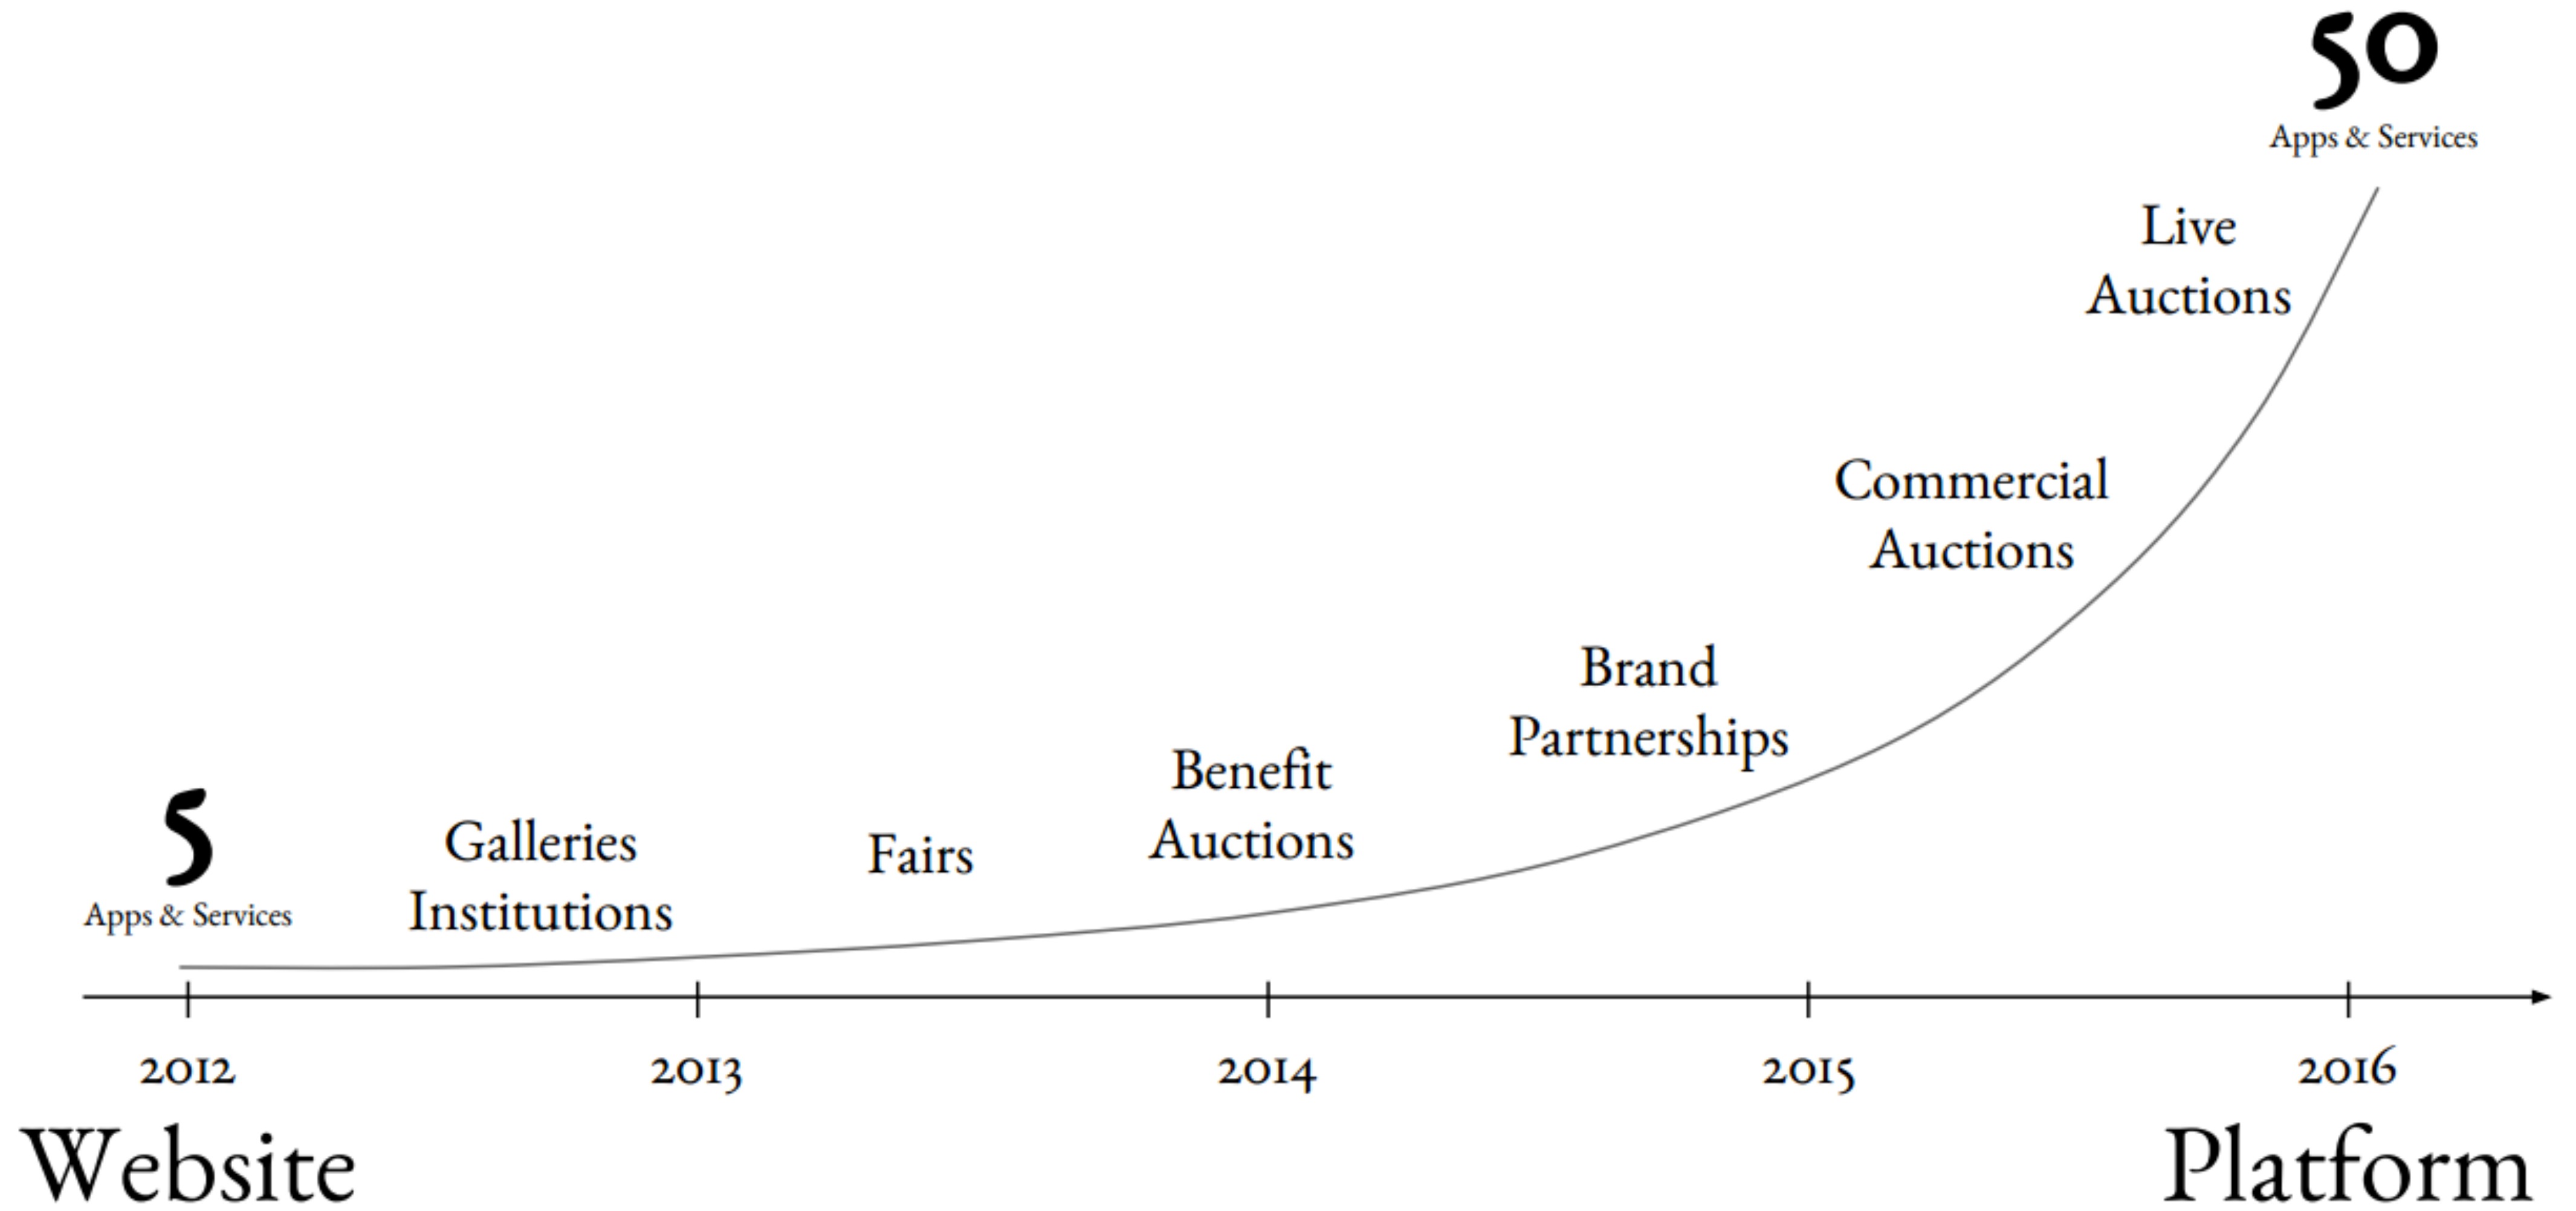 50
Apps & Services
Live
Auctions
Commercial
Auctions
Brand
Partnerships
Benefit
Auctions
Fairs
Galleries
Institutions
5
Apps & Services
2012
2013
2014
2015
2016
Website
Platform